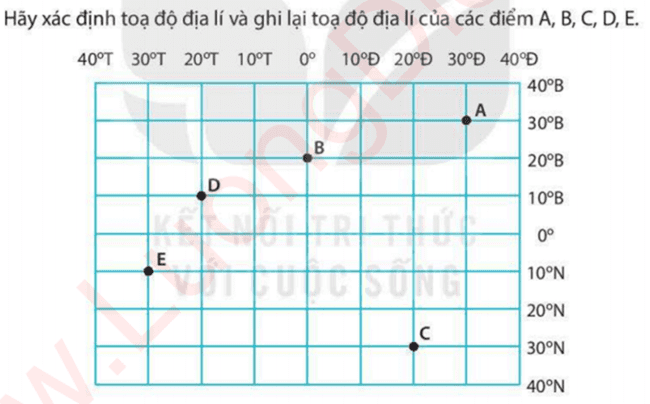 Hãy xác định toạ độ địa lí và ghi lại toạ độ địa lí của các điểm A, B, C, D, E.
40°T 30°T 20°T 10°T 0° 10°Đ 20°Đ 30°Đ 40°Đ
40°B
A
30°B
B
20°B
D
10°B
KẾT NỐI TRI THỨC
0°
E
VỚI CUỘC SỐNG
10°N
20°N
C
30°N
40°N